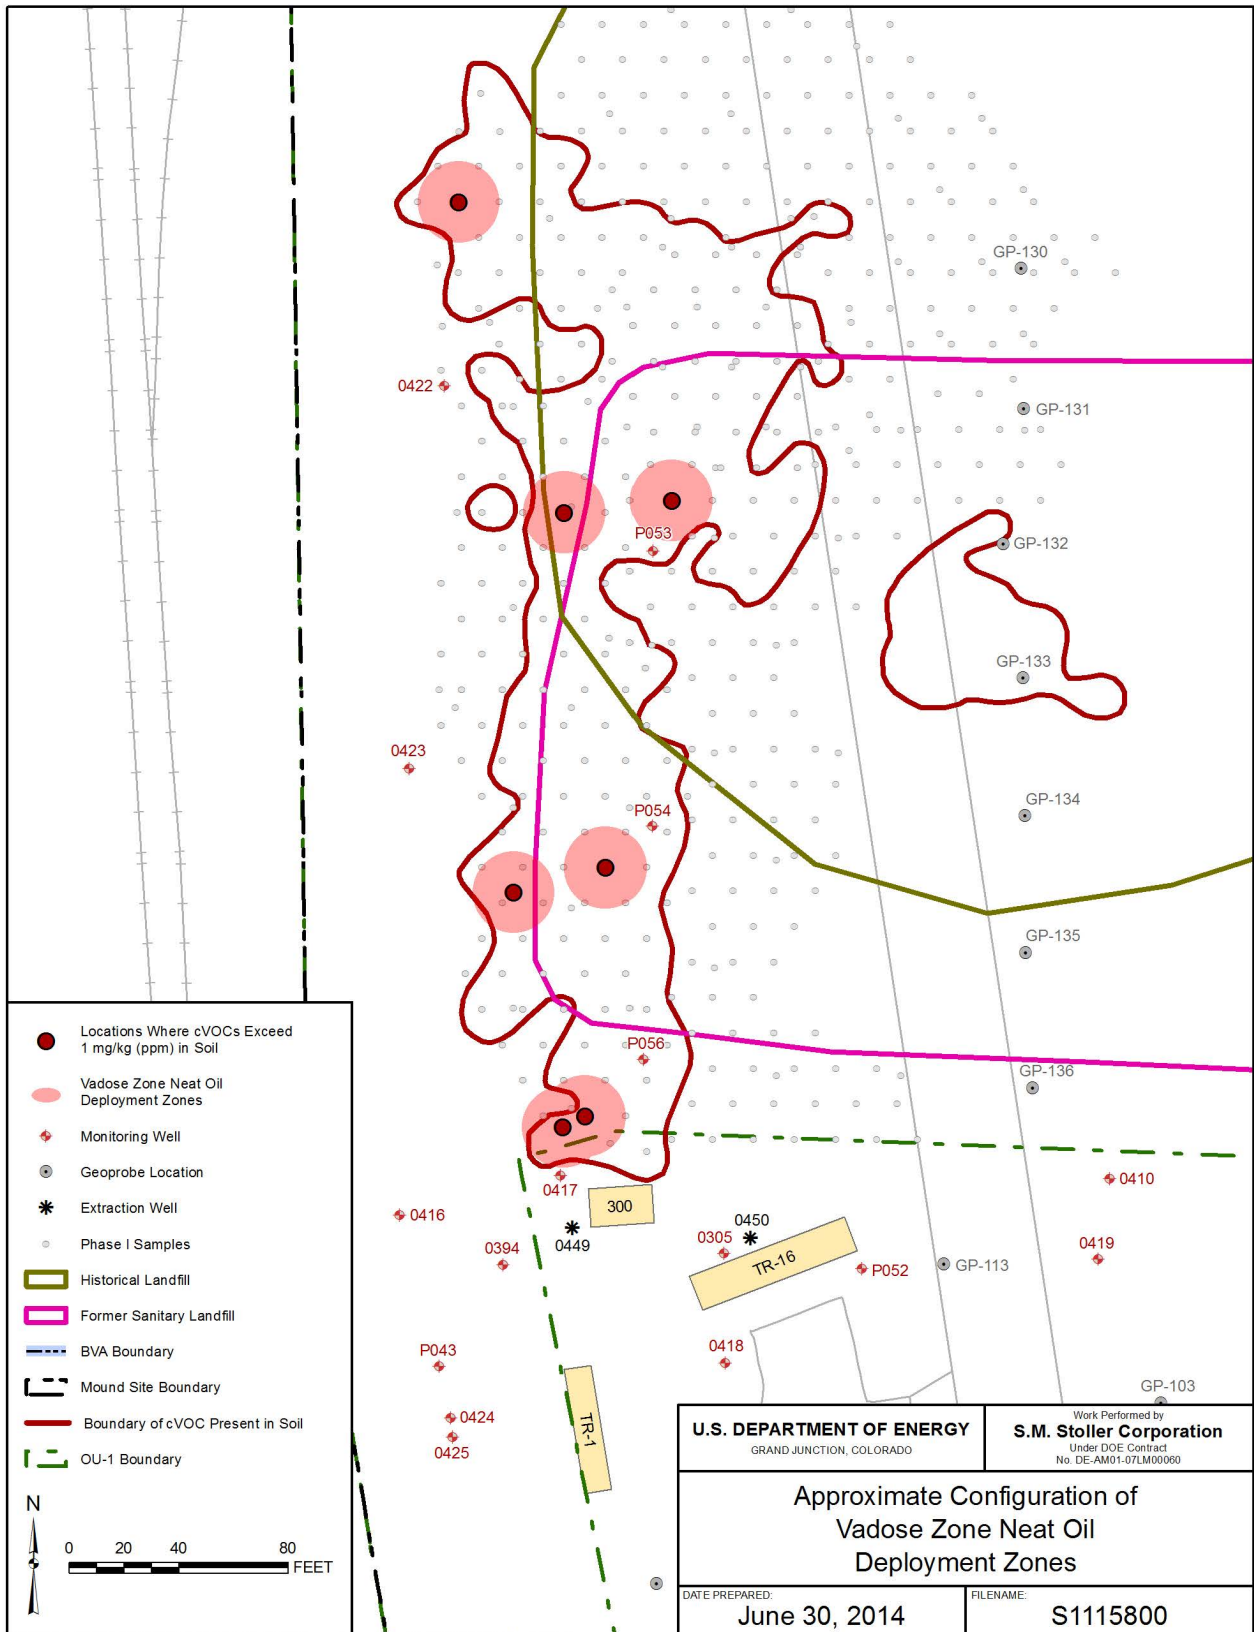 GP-130
0422
GP-131
P053
GP-132
GP-133
0423
GP-134
P054
GP-135
P056
GP-136
0417
300
0410
0416
0449
0450
0394
0305
TR-16
P052
GP-113
0419
P043
0418
GP-103
0424
0425
TR-1
Locations Where cVOCs Exceed
1 mg/kg (ppm) in Soil
Vadose Zone Neat Oil
Deployment Zones
Monitoring Well
Geoprobe Location
Extraction Well
Phase I Samples
Historical Landfill
Former Sanitary Landfill
BVA Boundary
Mound Site Boundary
Boundary of cVOC Present in Soil
OU-1 Boundary
N
0 20 40 80
FEET
U.S. DEPARTMENT OF ENERGY
GRAND JUNCTION, COLORADO
Work Performed by
S.M. Stoller Corporation
Under DOE Contract
No. DE-AM01-07LM00060
Approximate Configuration of
Vadose Zone Neat Oil
Deployment Zones
DATE PREPARED:
June 30, 2014
FILENAME:
S1115800